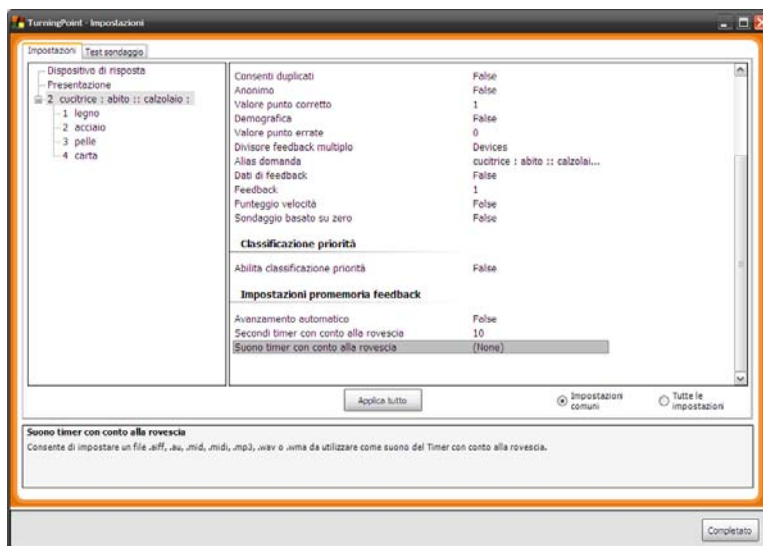 TurningPoint - Impostazioni
Impostazioni Test sondaggio
Dispositivo di risposta
Presentazione
2 cucitrice : abito :: calzolaio :
1 legno
2 acciaio
3 pelle
4 carta
Consenti duplicati False
Anonimo False
Valore punto corretto 1
Demografica False
Valore punto errate 0
Divisore feedback multiplo Devices
Alias domanda cucitrice : abito :: calzolai...
Dati di feedback False
Feedback 1
Punteggio velocità False
Sondaggio basato su zero False
Classificazione priorità
Abilita classificazione priorità False
Impostazioni promemoria feedback
Avanzamento automatico False
Secondi timer con conto alla rovescia 10
Suono timer con conto alla rovescia (None)
Applica tutto
Impostazioni comuni
Tutte le impostazioni
Suono timer con conto alla rovescia
Consente di impostare un file .aiff, .au, .mid, .midi, .mp3, .wav o .wma da utilizzare come suono del Timer con conto alla rovescia.
Completato